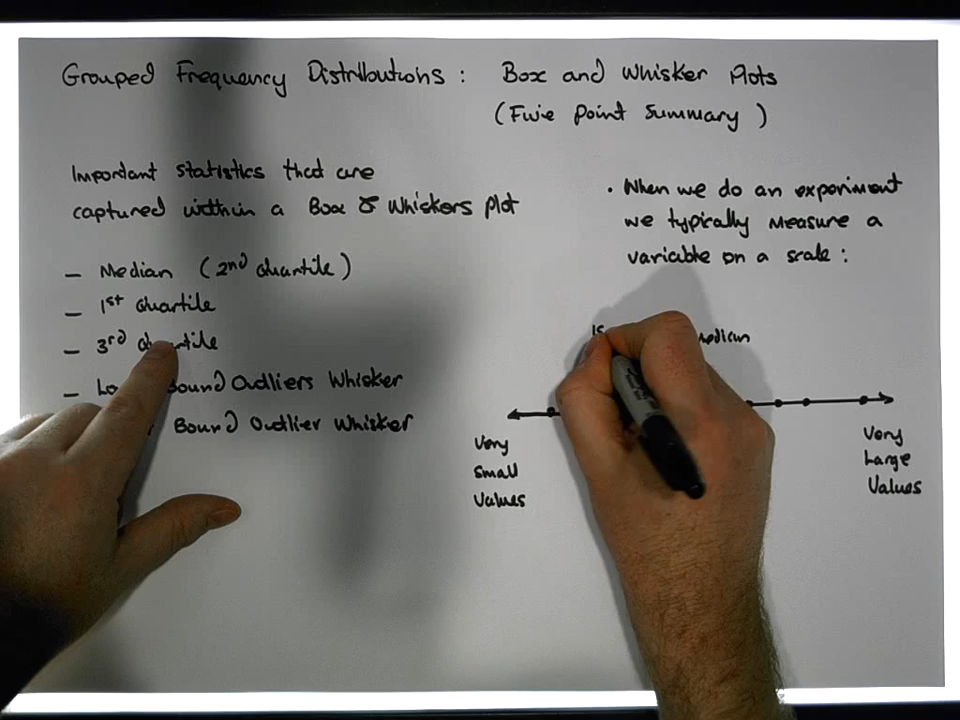 Grouped Frequency Distributions : Box and Whisker Plots
(Five Point Summary )
Important statistics that are
captured within a Box & Whiskers Plot
- Median (2nd Quartile)
- 1st Quartile
- 3rd Quartile
- Bound Outliers Whisker
Bound Outlier Whisker
• When we do an experiment
we typically measure a
variable on a scale :
1s
Very
Small
Values
Very
Large
Values